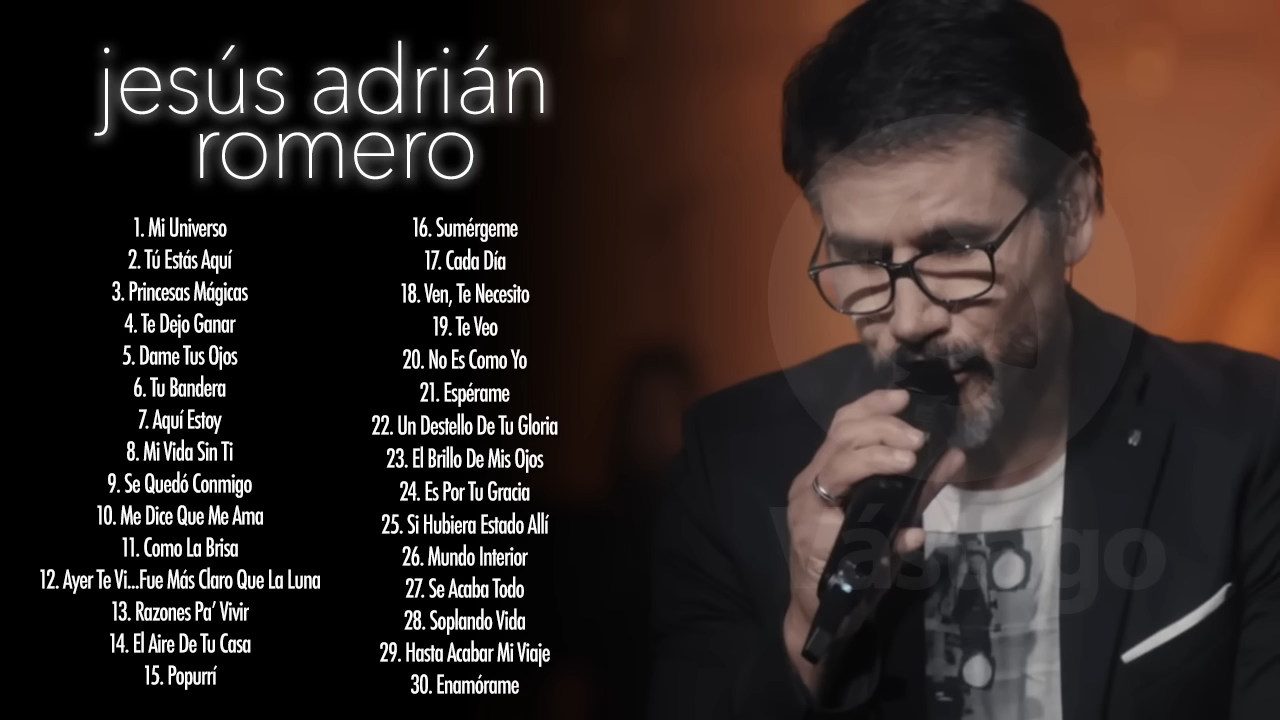 jesús adrián
romero
1. Mi Universo
2. Tú Estás Aquí
3. Princesas Mágicas
4. Te Dejo Ganar
5. Dame Tus Ojos
6. Tu Bandera
7. Aquí Estoy
8. Mi Vida Sin Ti
9. Se Quedó Conmigo
10. Me Dice Que Me Ama
11. Como La Brisa
12. Ayer Te Vi...Fue Más Claro Que La Luna
13. Razones Pa’ Vivir
14. El Aire De Tu Casa
15. Popurrí
16. Sumérgeme
17. Cada Día
18. Ven, Te Necesito
19. Te Veo
20. No Es Como Yo
21. Espérame
22. Un Destello De Tu Gloria
23. El Brillo De Mis Ojos
24. Es Por Tu Gracia
25. Si Hubiera Estado Allí
26. Mundo Interior
27. Se Acaba Todo
28. Soplando Vida
29. Hasta Acabar Mi Viaje
30. Enamórame